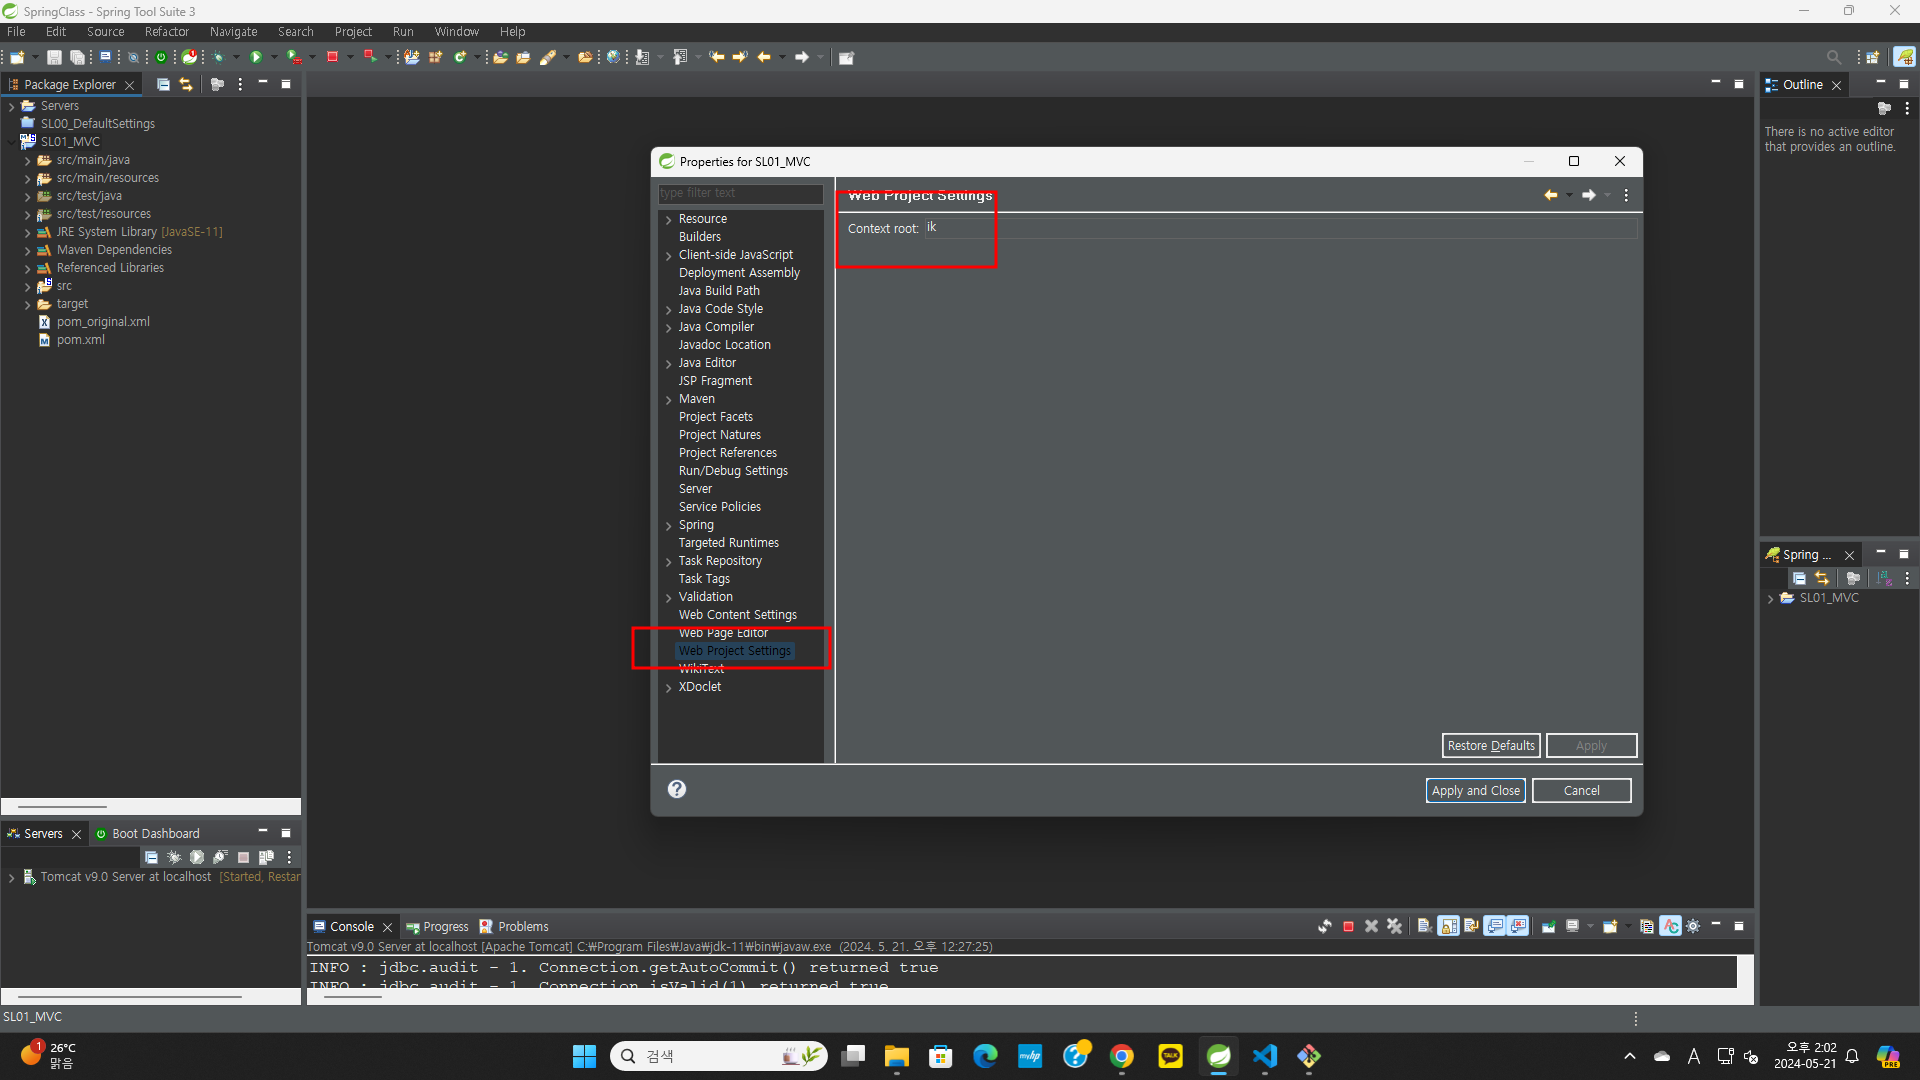 SpringClass - Spring Tool Suite 3
File Edit Source Refactor Navigate Search Project Run Window Help
Package Explorer
Servers
SL00_DefaultSettings
SL01_MVC
src/main/java
src/main/resources
src/test/java
src/test/resources
JRE System Library [JavaSE-11]
Maven Dependencies
Referenced Libraries
src
target
pom_original.xml
pom.xml
Properties for SL01_MVC
type filter text
Resource
Builders
Client-side JavaScript
Deployment Assembly
Java Build Path
Java Code Style
Java Compiler
Javadoc Location
Java Editor
JSP Fragment
Maven
Project Facets
Project Natures
Project References
Run/Debug Settings
Server
Service Policies
Spring
Targeted Runtimes
Task Repository
Task Tags
Validation
Web Content Settings
Web Page Editor
Web Project Settings
WikiText
XDoclet
Web Project Settings
Context root: ik
Restore Defaults Apply
Apply and Close Cancel
Outline
There is no active editor
that provides an outline.
Spring ...
SL01_MVC
Servers Boot Dashboard
Tomcat v9.0 Server at localhost [Started, Restar
Console Progress Problems
Tomcat v9.0 Server at localhost [Apache Tomcat] C:₩Program Files₩Java₩jdk-11₩bin₩javaw.exe (2024. 5. 21. 오후 12:27:25)
INFO : jdbc.audit - 1. Connection.getAutoCommit() returned true
INFO : jdbc.audit - 1. Connection.isValid(1) returned true
SL01_MVC
1
26°C
맑음
검색
myhp
TALK
A
오후 2:02
2024-05-21
PRE